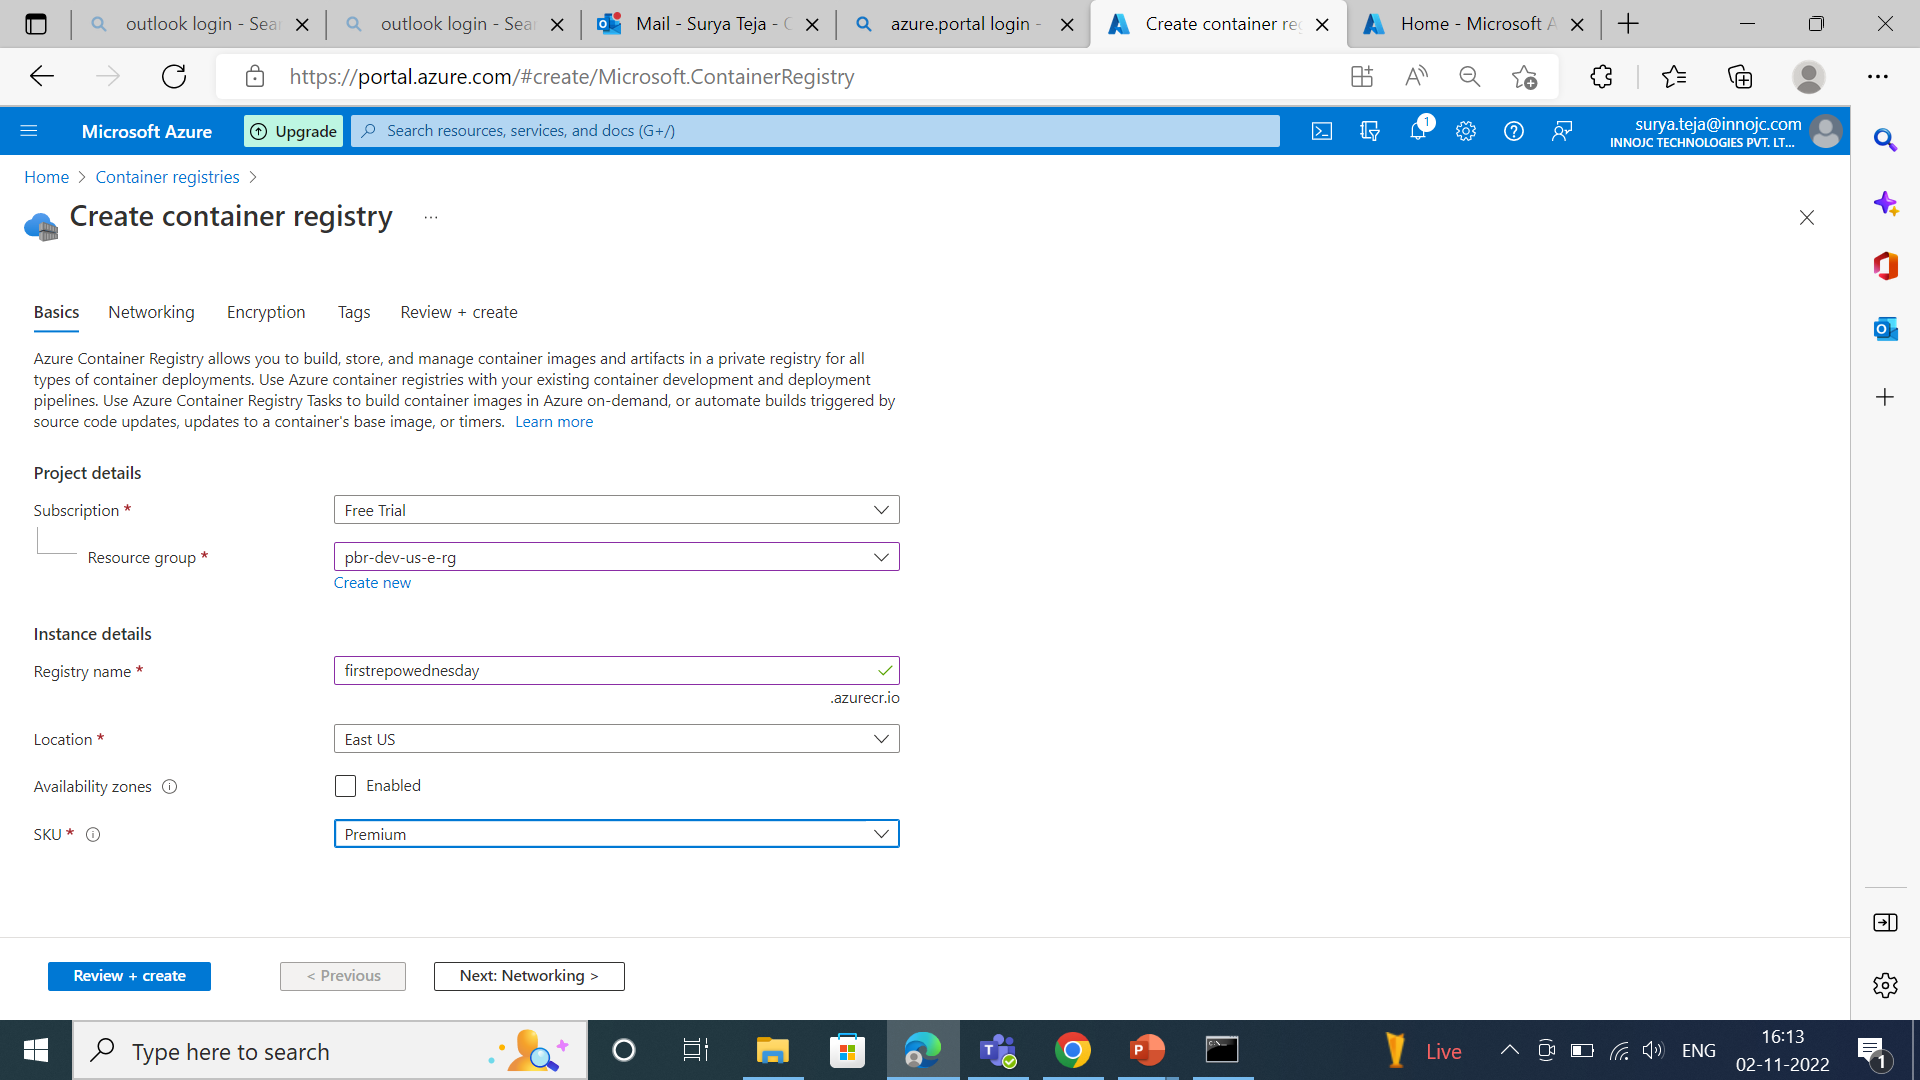 outlook login - Sea
outlook login - Sea
Mail - Surya Teja - O
azure.portal login -
Create container reg
Home - Microsoft A
https://portal.azure.com/#create/Microsoft.ContainerRegistry
Microsoft Azure
Upgrade
Search resources, services, and docs (G+/)
1
surya.teja@innojc.com
INNOJC TECHNOLOGIES PVT. LT...
Home > Container registries >
Create container registry ...
Basics Networking Encryption Tags Review + create
Azure Container Registry allows you to build, store, and manage container images and artifacts in a private registry for all
types of container deployments. Use Azure container registries with your existing container development and deployment
pipelines. Use Azure Container Registry Tasks to build container images in Azure on-demand, or automate builds triggered by
source code updates, updates to a container's base image, or timers. Learn more
Project details
Subscription *
Free Trial
Resource group *
pbr-dev-us-e-rg
Create new
Instance details
Registry name *
firstrepowednesday
.azurecr.io
Location *
East US
Availability zones
Enabled
SKU *
Premium
Review + create
< Previous
Next: Networking >
Type here to search
Live
ENG
16:13
02-11-2022
1